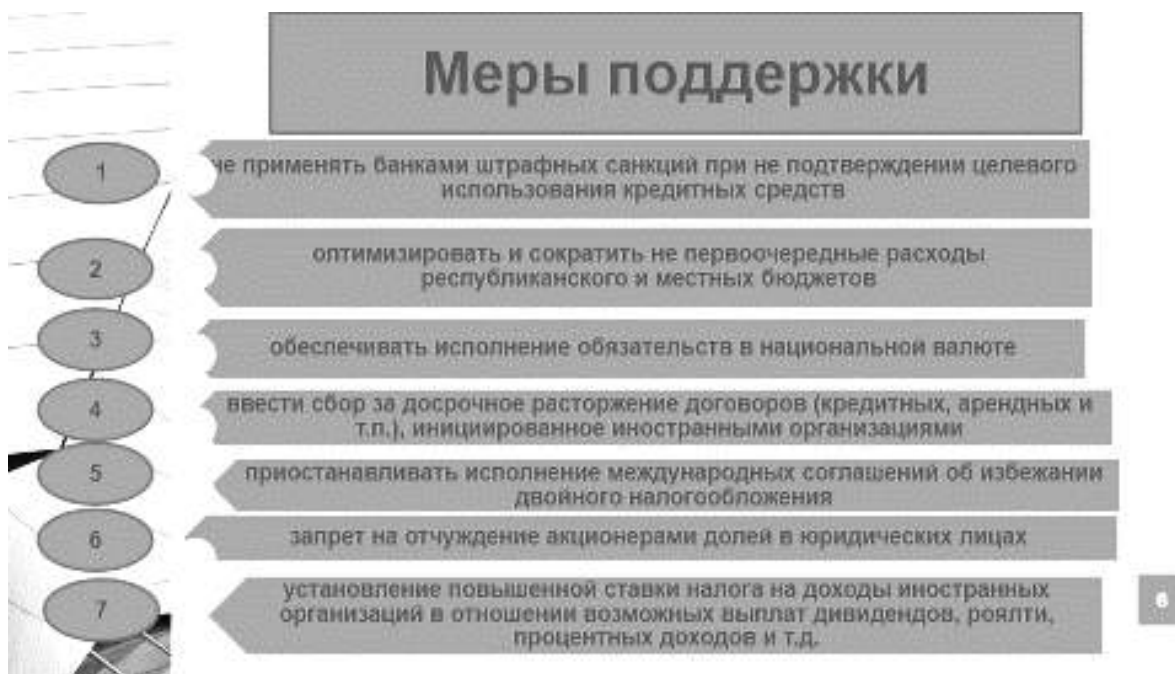 Меры поддержки
1
не применять банками штрафных санкций при не подтверждении целевого
использования кредитных средств
2
оптимизировать и сократить не первоочередные расходы
республиканского и местных бюджетов
3
обеспечивать исполнение обязательств в национальной валюте
4
ввести сбор за досрочное расторжение договоров (кредитных, арендных и
т.п.), инициированное иностранными организациями
5
приостанавливать исполнение международных соглашений об избежании
двойного налогообложения
6
запрет на отчуждение акционерами долей в юридических лицах
7
установление повышенной ставки налога на доходы иностранных
организаций в отношении возможных выплат дивидендов, роялти,
процентных доходов и т.д.
6